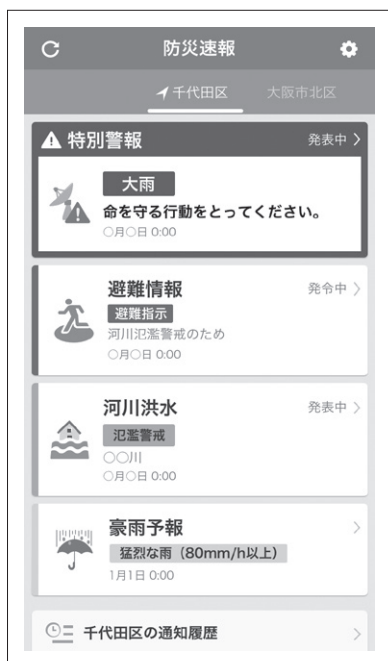 防災速報
千代田区 大阪市北区
特別警報 発表中
大雨
命を守る行動をとってください。
○月○日 0:00
避難情報 発令中
避難指示
河川氾濫警戒のため
○月○日 0:00
河川洪水 発表中
氾濫警戒
○○川
○月○日 0:00
豪雨予報
猛烈な雨（80mm/h以上）
1月1日 0:00
千代田区の通知履歴